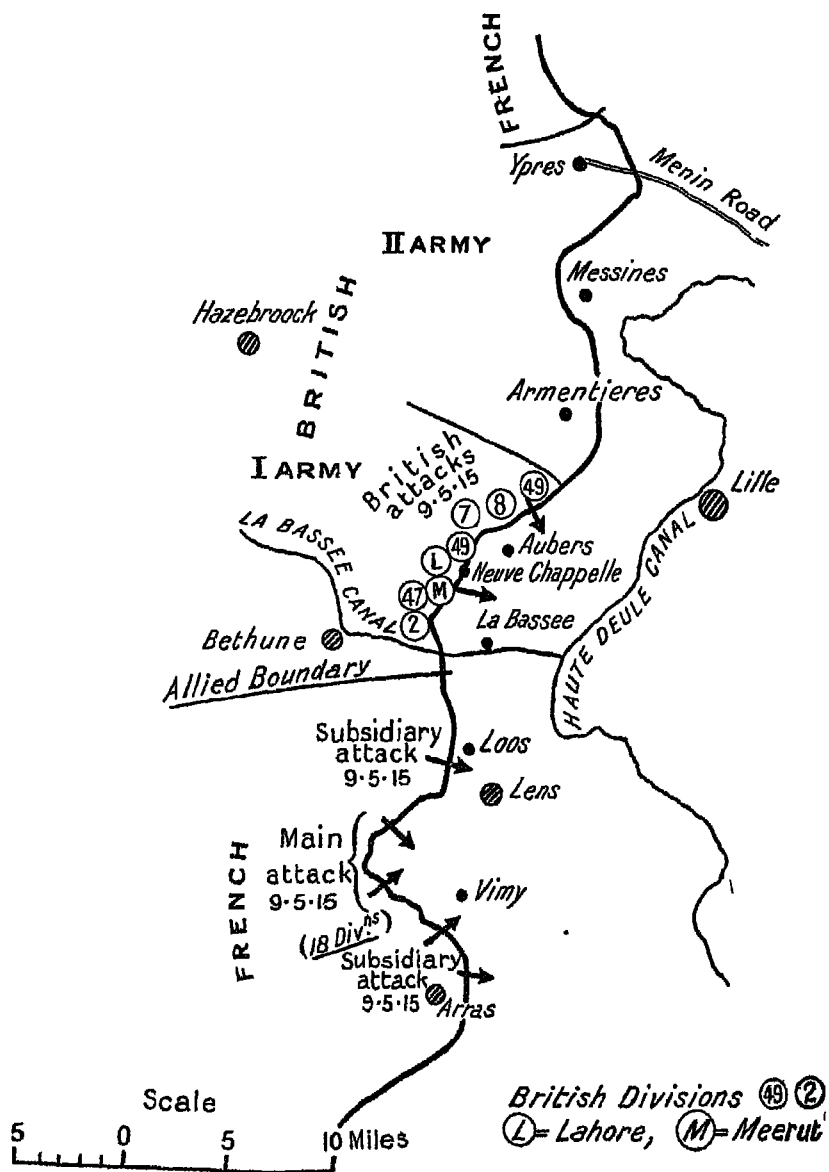 FRENCH
Ypres
Menin Road
II ARMY
Messines
Hazebroock
BRITISH
Armentieres
I ARMY
British
attacks
9·5·15
49
8
7
Lille
LA BASSEE CANAL
Aubers
49
L
Neuve Chappelle
M
47
2
La Bassee
HAUTE DEULE CANAL
Bethune
Allied Boundary
Subsidiary
attack
9·5·15
Loos
Lens
Main
attack
9·5·15
(18 Div.ns)
FRENCH
Vimy
Subsidiary
attack
9·5·15
Arras
Scale
5 0 5 10 Miles
British Divisions 49 2
L = Lahore, M = Meerut